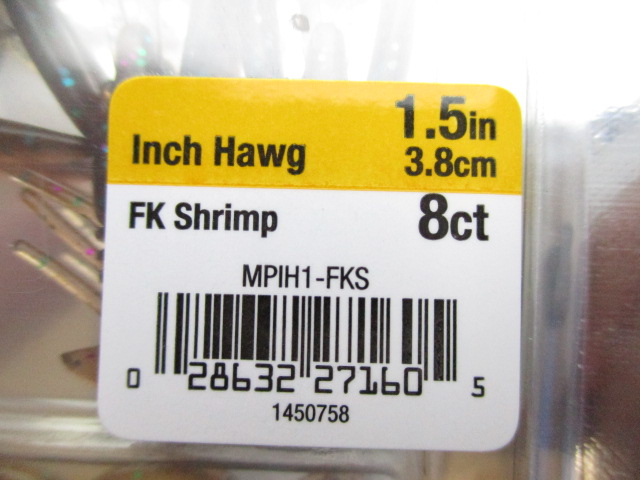 1.5in
Inch Hawg 3.8cm
FK Shrimp 8ct
MPIH1-FKS
0 28632 27160 5
1450758